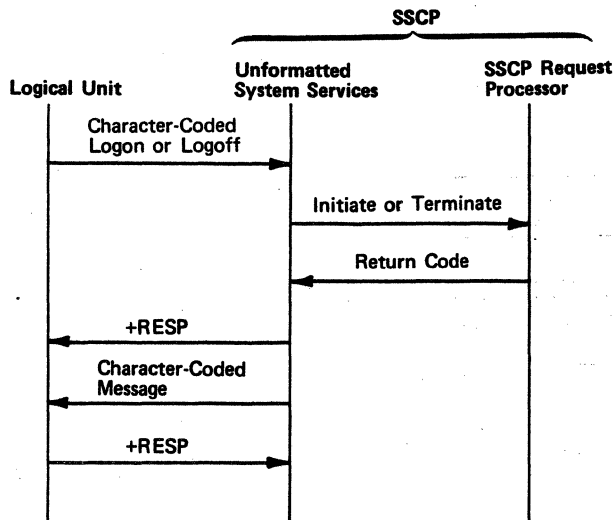 SSCP
Logical Unit
Unformatted
System Services
SSCP Request
Processor
Character-Coded
Logon or Logoff
Initiate or Terminate
Return Code
+RESP
Character-Coded
Message
+RESP